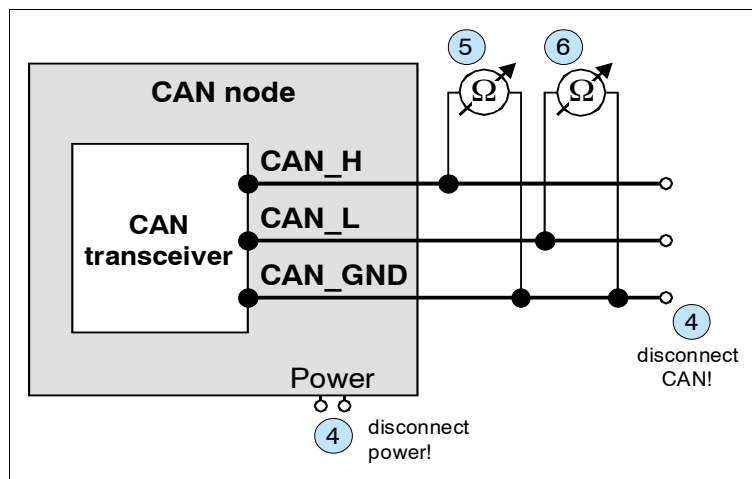 5
6
Ω
Ω
CAN node
CAN_H
CAN
transceiver
CAN_L
CAN_GND
4
disconnect
CAN!
Power
4
disconnect
power!